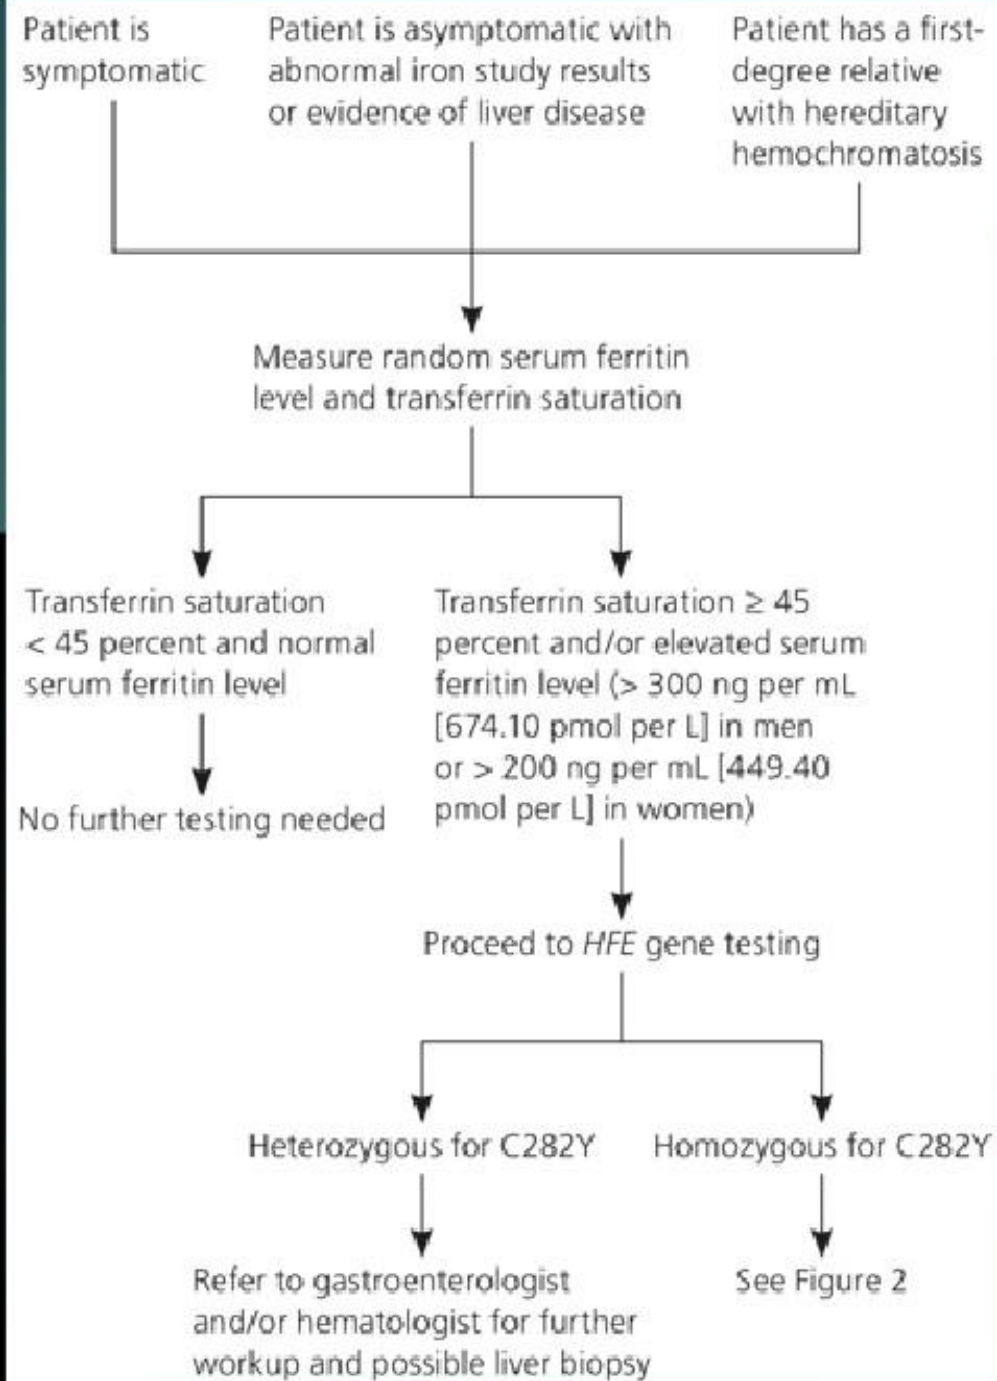 Patient is
symptomatic
Patient is asymptomatic with
abnormal iron study results
or evidence of liver disease
Patient has a first-
degree relative
with hereditary
hemochromatosis
Measure random serum ferritin
level and transferrin saturation
Transferrin saturation
< 45 percent and normal
serum ferritin level
Transferrin saturation ≥ 45
percent and/or elevated serum
ferritin level (> 300 ng per mL
[674.10 pmol per L] in men
or > 200 ng per mL [449.40
pmol per L] in women)
No further testing needed
Proceed to HFE gene testing
Heterozygous for C282Y
Homozygous for C282Y
Refer to gastroenterologist
and/or hematologist for further
workup and possible liver biopsy
See Figure 2